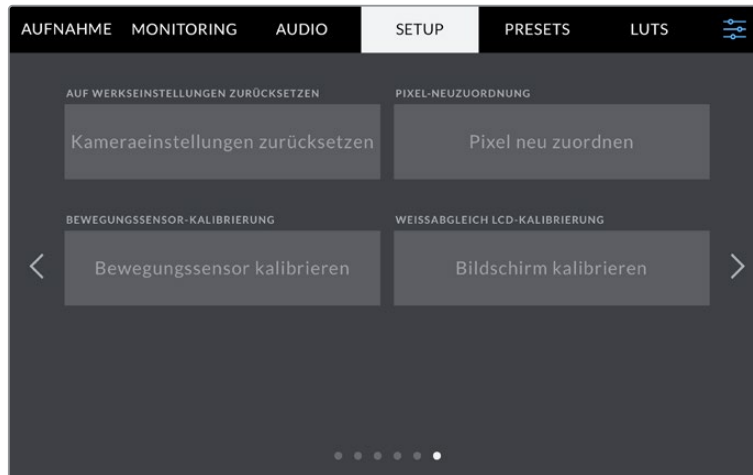 AUFNAHME MONITORING AUDIO SETUP PRESETS LUTS
AUF WERKSEINSTELLUNGEN ZURÜCKSETZEN PIXEL-NEUZUORDNUNG
Kameraeinstellungen zurücksetzen Pixel neu zuordnen
BEWEGUNGSSENSOR-KALIBRIERUNG WEISSABGLEICH LCD-KALIBRIERUNG
Bewegungssensor kalibrieren Bildschirm kalibrieren